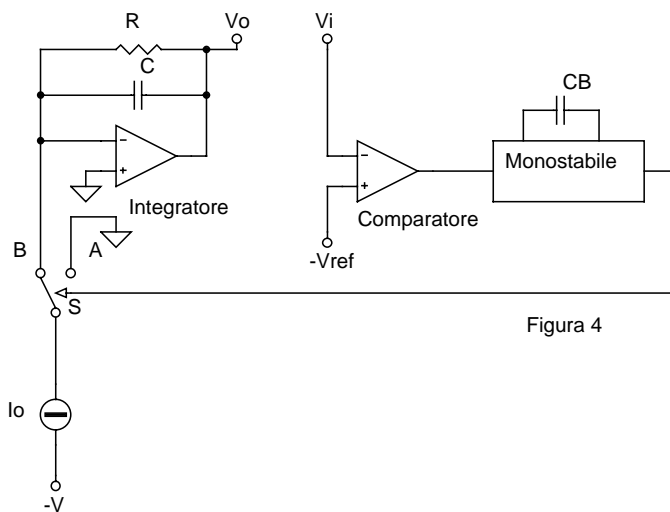 R
Vo
Vi
C
CB
−
+
Integratore
−
+
Comparatore
Monostabile
B
A
-Vref
S
Figura 4
Io
-V